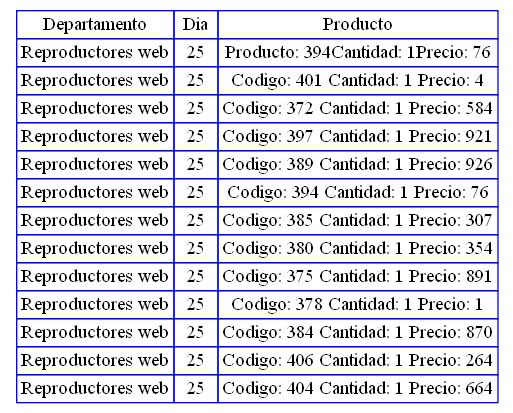 Departamento Dia Producto
Reproductores web 25 Producto: 394Cantidad: 1Precio: 76
Reproductores web 25 Codigo: 401 Cantidad: 1 Precio: 4
Reproductores web 25 Codigo: 372 Cantidad: 1 Precio: 584
Reproductores web 25 Codigo: 397 Cantidad: 1 Precio: 921
Reproductores web 25 Codigo: 389 Cantidad: 1 Precio: 926
Reproductores web 25 Codigo: 394 Cantidad: 1 Precio: 76
Reproductores web 25 Codigo: 385 Cantidad: 1 Precio: 307
Reproductores web 25 Codigo: 380 Cantidad: 1 Precio: 354
Reproductores web 25 Codigo: 375 Cantidad: 1 Precio: 891
Reproductores web 25 Codigo: 378 Cantidad: 1 Precio: 1
Reproductores web 25 Codigo: 384 Cantidad: 1 Precio: 870
Reproductores web 25 Codigo: 406 Cantidad: 1 Precio: 264
Reproductores web 25 Codigo: 404 Cantidad: 1 Precio: 664